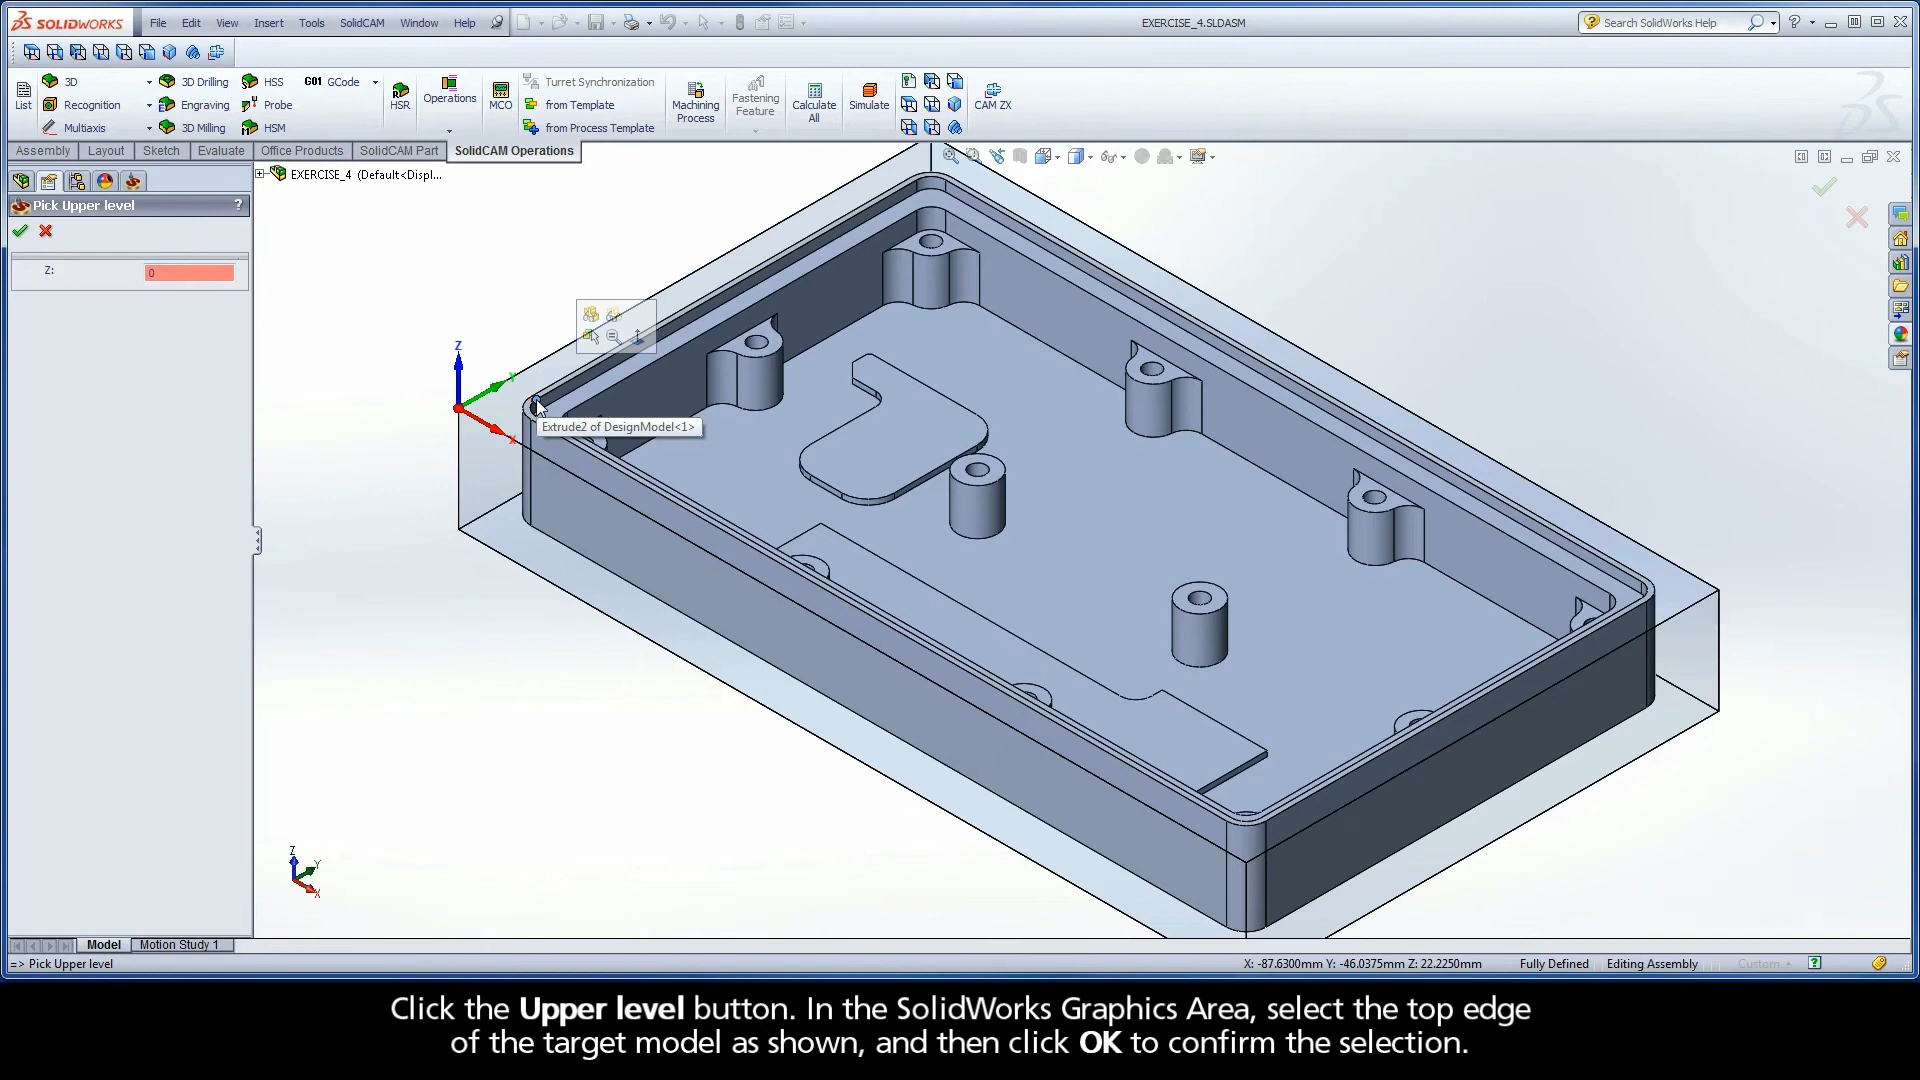 SOLIDWORKS File Edit View Insert Tools SolidCAM Window Help EXERCISE_4.SLDASM Search SolidWorks Help
List 3D 3D Drilling HSS G01 GCode
Recognition Engraving Probe
Multiaxis 3D Milling HSM
HSR Operations MCO
Turret Synchronization
from Template
from Process Template
Machining Process
Fastening Feature
Calculate All
Simulate
CAM ZX
Assembly Layout Sketch Evaluate Office Products SolidCAM Part SolidCAM Operations
EXERCISE_4 (Default<Displ...
Pick Upper level ?
Z: 0
Z
Y
X
Extrude2 of DesignModel<1>
Z
Y
X
Model Motion Study 1
=> Pick Upper level X: -87.6300mm Y: -46.0375mm Z: 22.2250mm Fully Defined Editing Assembly Custom
Click the Upper level button. In the SolidWorks Graphics Area, select the top edge
of the target model as shown, and then click OK to confirm the selection.